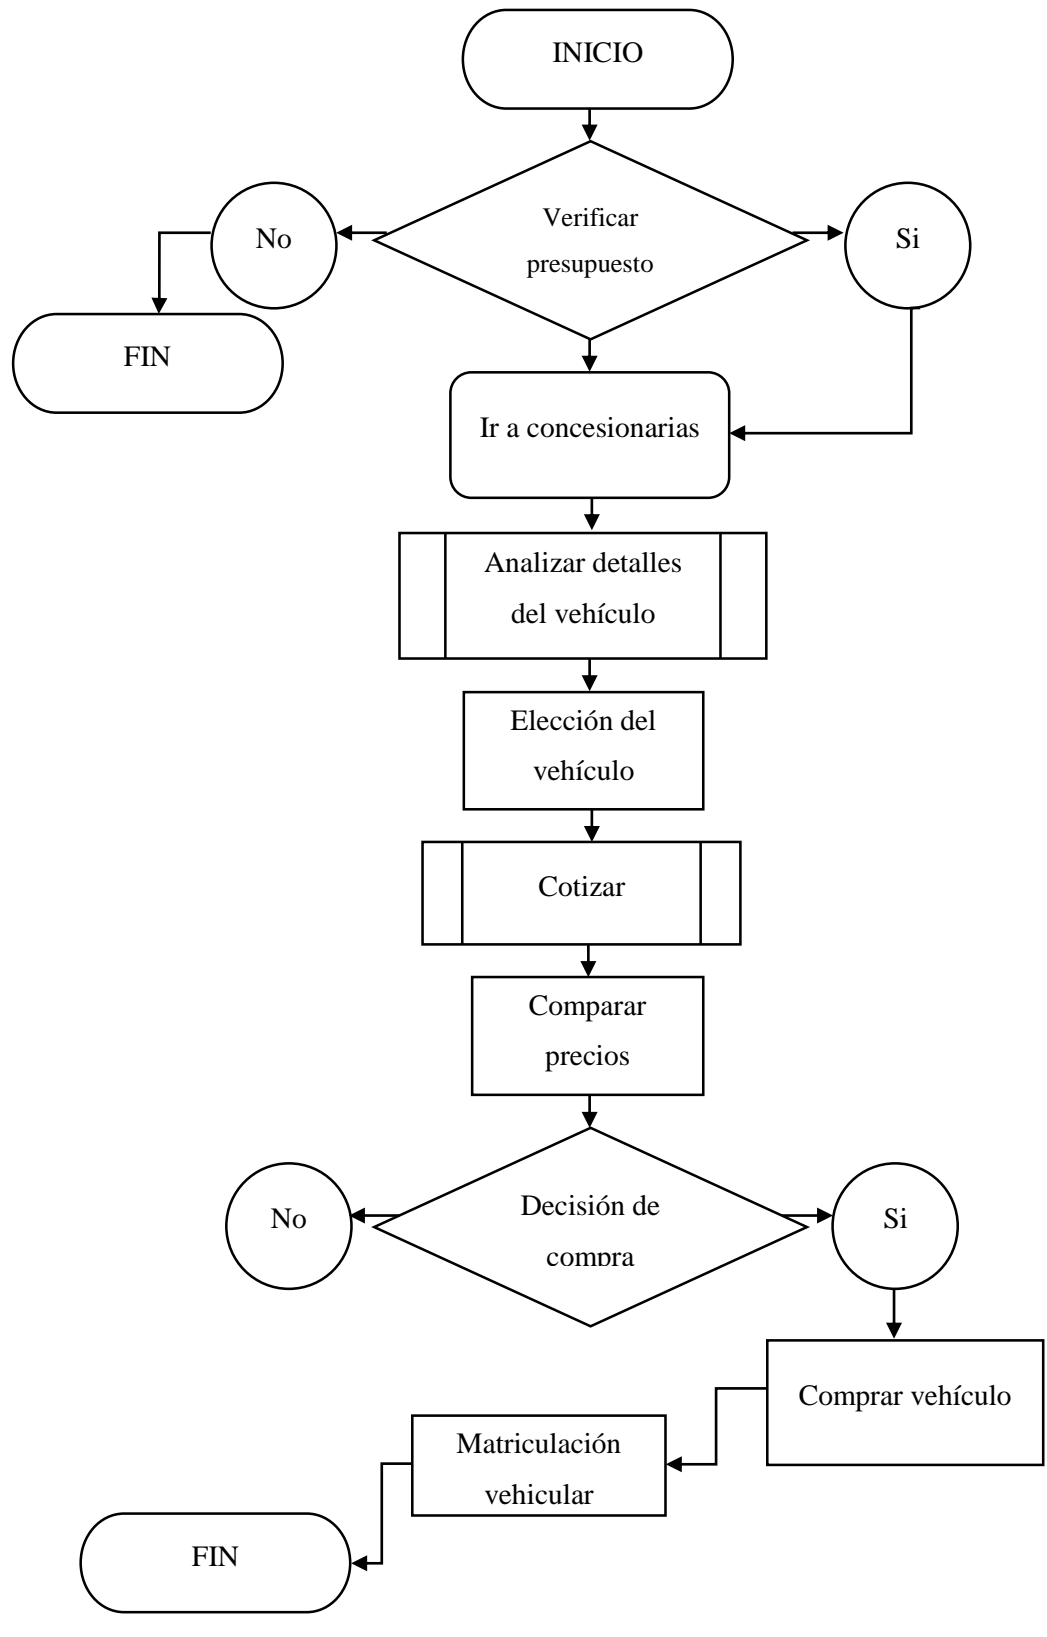 INICIO
Verificar
presupuesto
No
Si
FIN
Ir a concesionarias
Analizar detalles
del vehículo
Elección del
vehículo
Cotizar
Comparar
precios
Decisión de
compra
No
Si
Comprar vehículo
Matriculación
vehicular
FIN